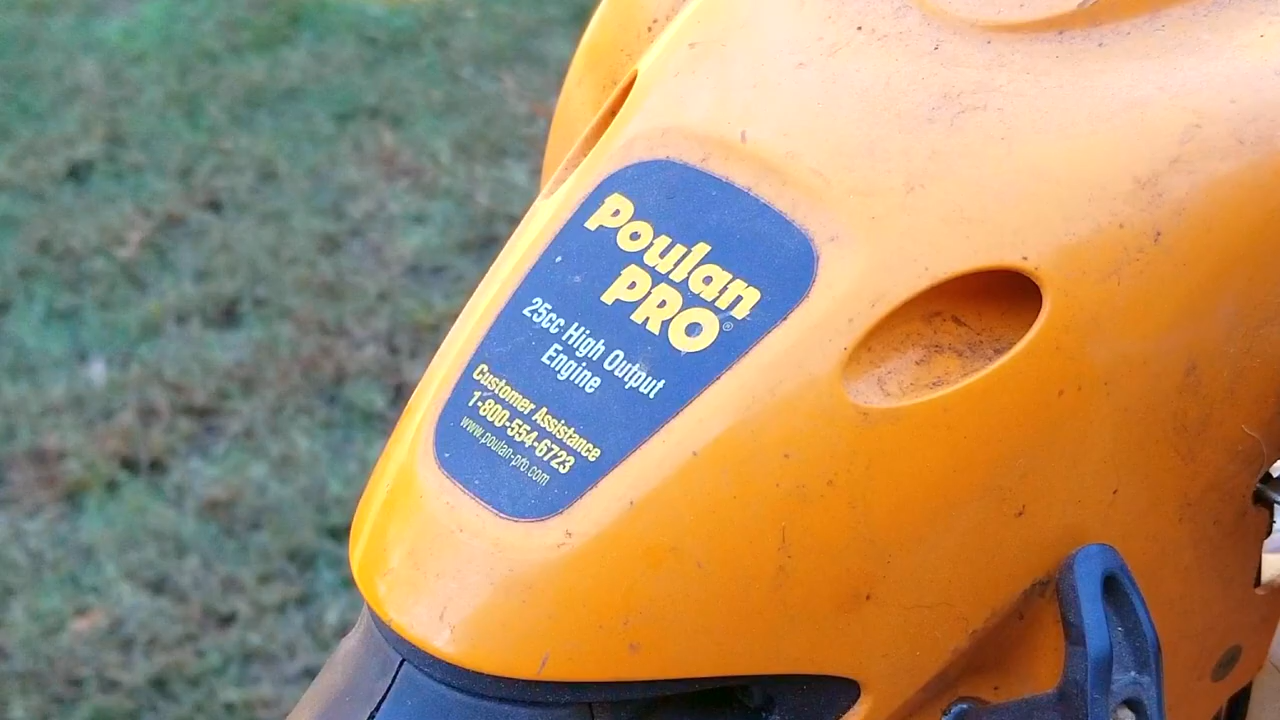 Poulan
PRO®
25cc High Output
Engine
Customer Assistance
1-800-554-6723
www.poulan-pro.com